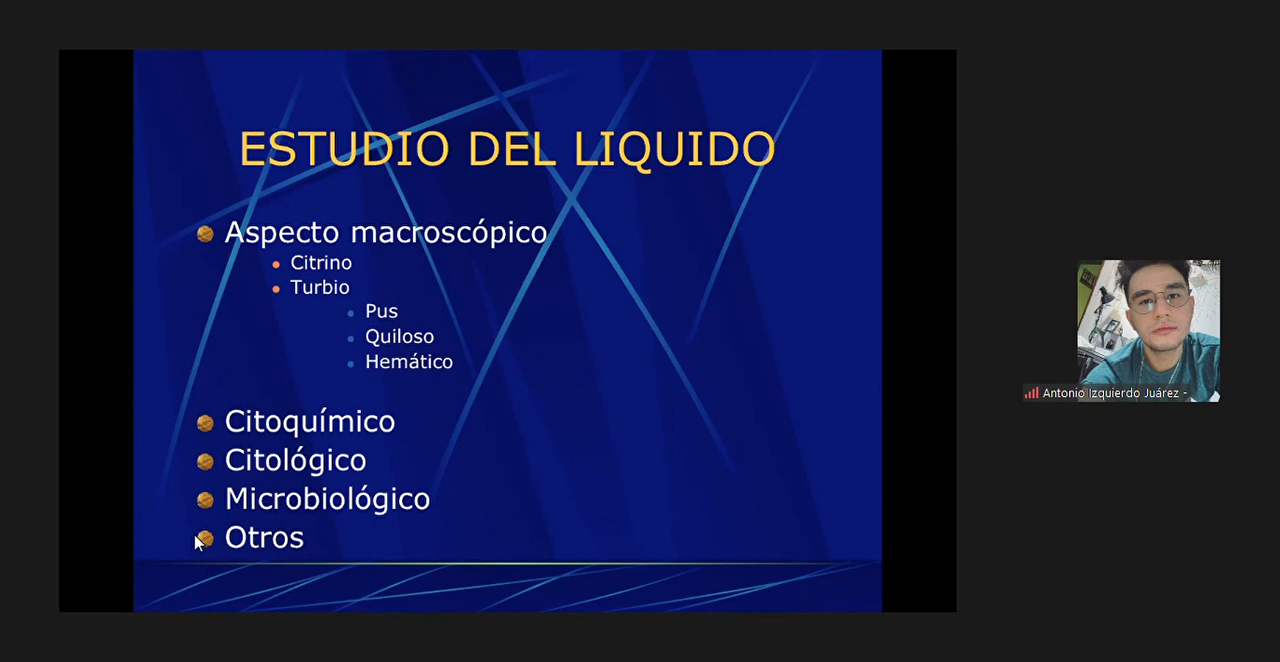 ESTUDIO DEL LIQUIDO
Aspecto macroscópico
Citrino
Turbio
Pus
Quiloso
Hemático
Citoquímico
Citológico
Microbiológico
Otros
Antonio Izquierdo Juárez -